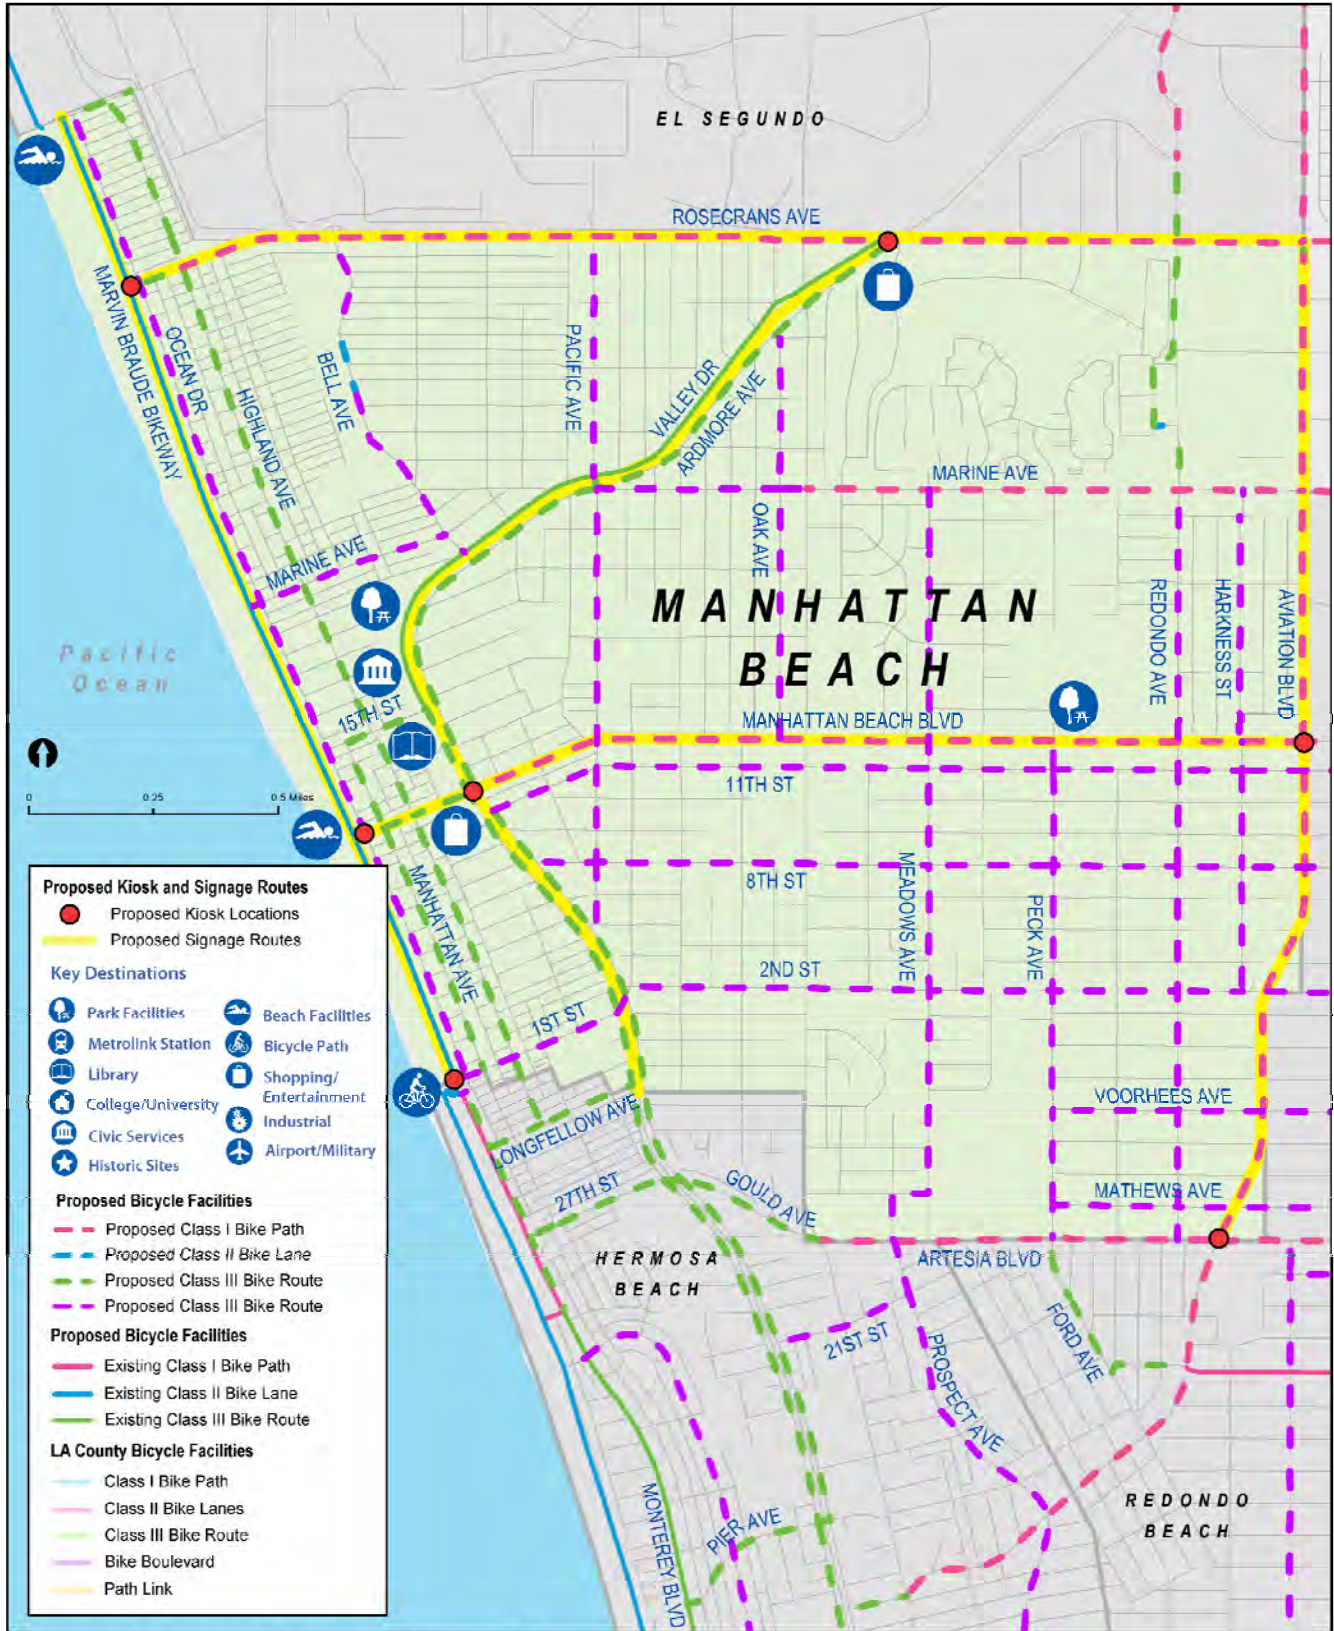 EL SEGUNDO
ROSECRANS AVE
MARVIN BRAUDE BIKEWAY
OCEAN DR
HIGHLAND AVE
BELL AVE
PACIFIC AVE
VALLEY DR
ARDMORE AVE
MARINE AVE
OAK AVE
MARINE AVE
MANHATTAN
BEACH
REDONDO AVE
HARKNESS ST
AVIATION BLVD
Pacific
Ocean
15TH ST
MANHATTAN BEACH BLVD
11TH ST
0
0.25
0.5 Miles
8TH ST
MANHATTAN AVE
MEADOWS AVE
PECK AVE
2ND ST
1ST ST
VOORHEES AVE
LONGFELLOW AVE
27TH ST
GOULD AVE
MATHEWS AVE
ARTESIA BLVD
HERMOSA
BEACH
21ST ST
PROSPECT AVE
FORD AVE
MONTEREY BLVD
PIER AVE
REDONDO
BEACH
Proposed Kiosk and Signage Routes
Proposed Kiosk Locations
Proposed Signage Routes
Key Destinations
Park Facilities
Metrolink Station
Library
College/University
Civic Services
Historic Sites
Beach Facilities
Bicycle Path
Shopping/
Entertainment
Industrial
Airport/Military
Proposed Bicycle Facilities
Proposed Class I Bike Path
Proposed Class II Bike Lane
Proposed Class III Bike Route
Proposed Class III Bike Route
Proposed Bicycle Facilities
Existing Class I Bike Path
Existing Class II Bike Lane
Existing Class III Bike Route
LA County Bicycle Facilities
Class I Bike Path
Class II Bike Lanes
Class III Bike Route
Bike Boulevard
Path Link